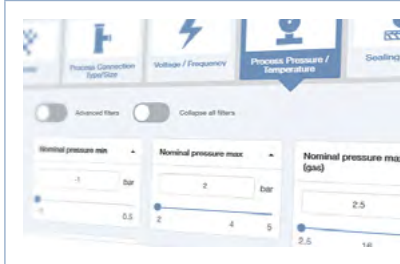 Process Connection
Type/Size
Voltage / Frequency
Process Pressure /
Temperature
Sealing
Advanced filters
Collapse all filters
Nominal pressure min
-1
bar
-1
0.5
Nominal pressure max
2
bar
2
4
5
Nominal pressure max
(gas)
2.5
2.5
16